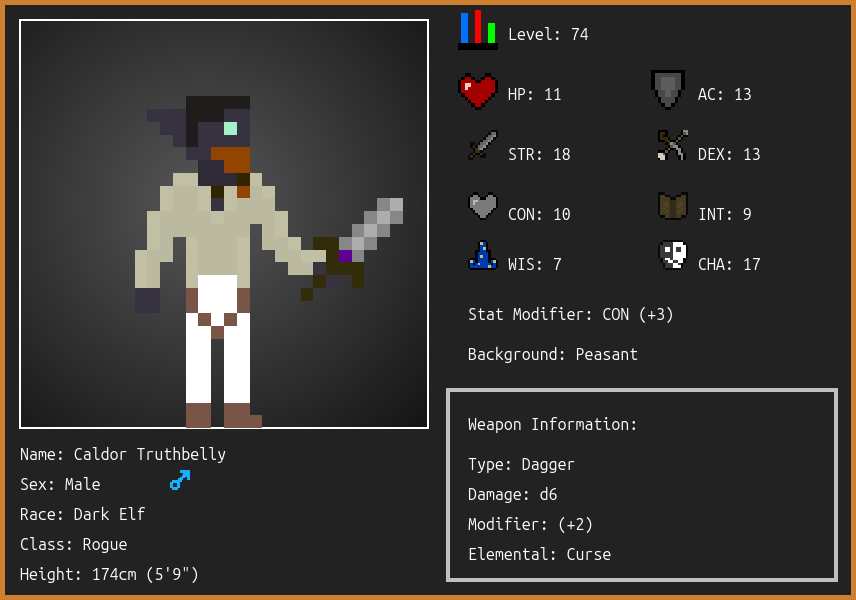 Level: 74
HP: 11
AC: 13
STR: 18
DEX: 13
CON: 10
INT: 9
WIS: 7
CHA: 17
Stat Modifier: CON (+3)
Background: Peasant
Weapon Information:
Type: Dagger
Damage: d6
Modifier: (+2)
Elemental: Curse
Name: Caldor Truthbelly
Sex: Male
Race: Dark Elf
Class: Rogue
Height: 174cm (5'9")